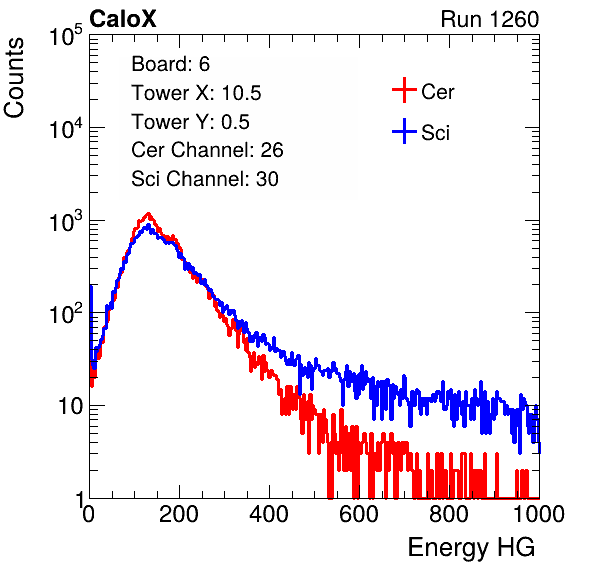 CaloX Run 1260
Counts
Board: 6
Tower X: 10.5
Tower Y: 0.5
Cer Channel: 26
Sci Channel: 30
Cer
Sci
10^5
10^4
10^3
10^2
10
1
0 200 400 600 800 1000
Energy HG